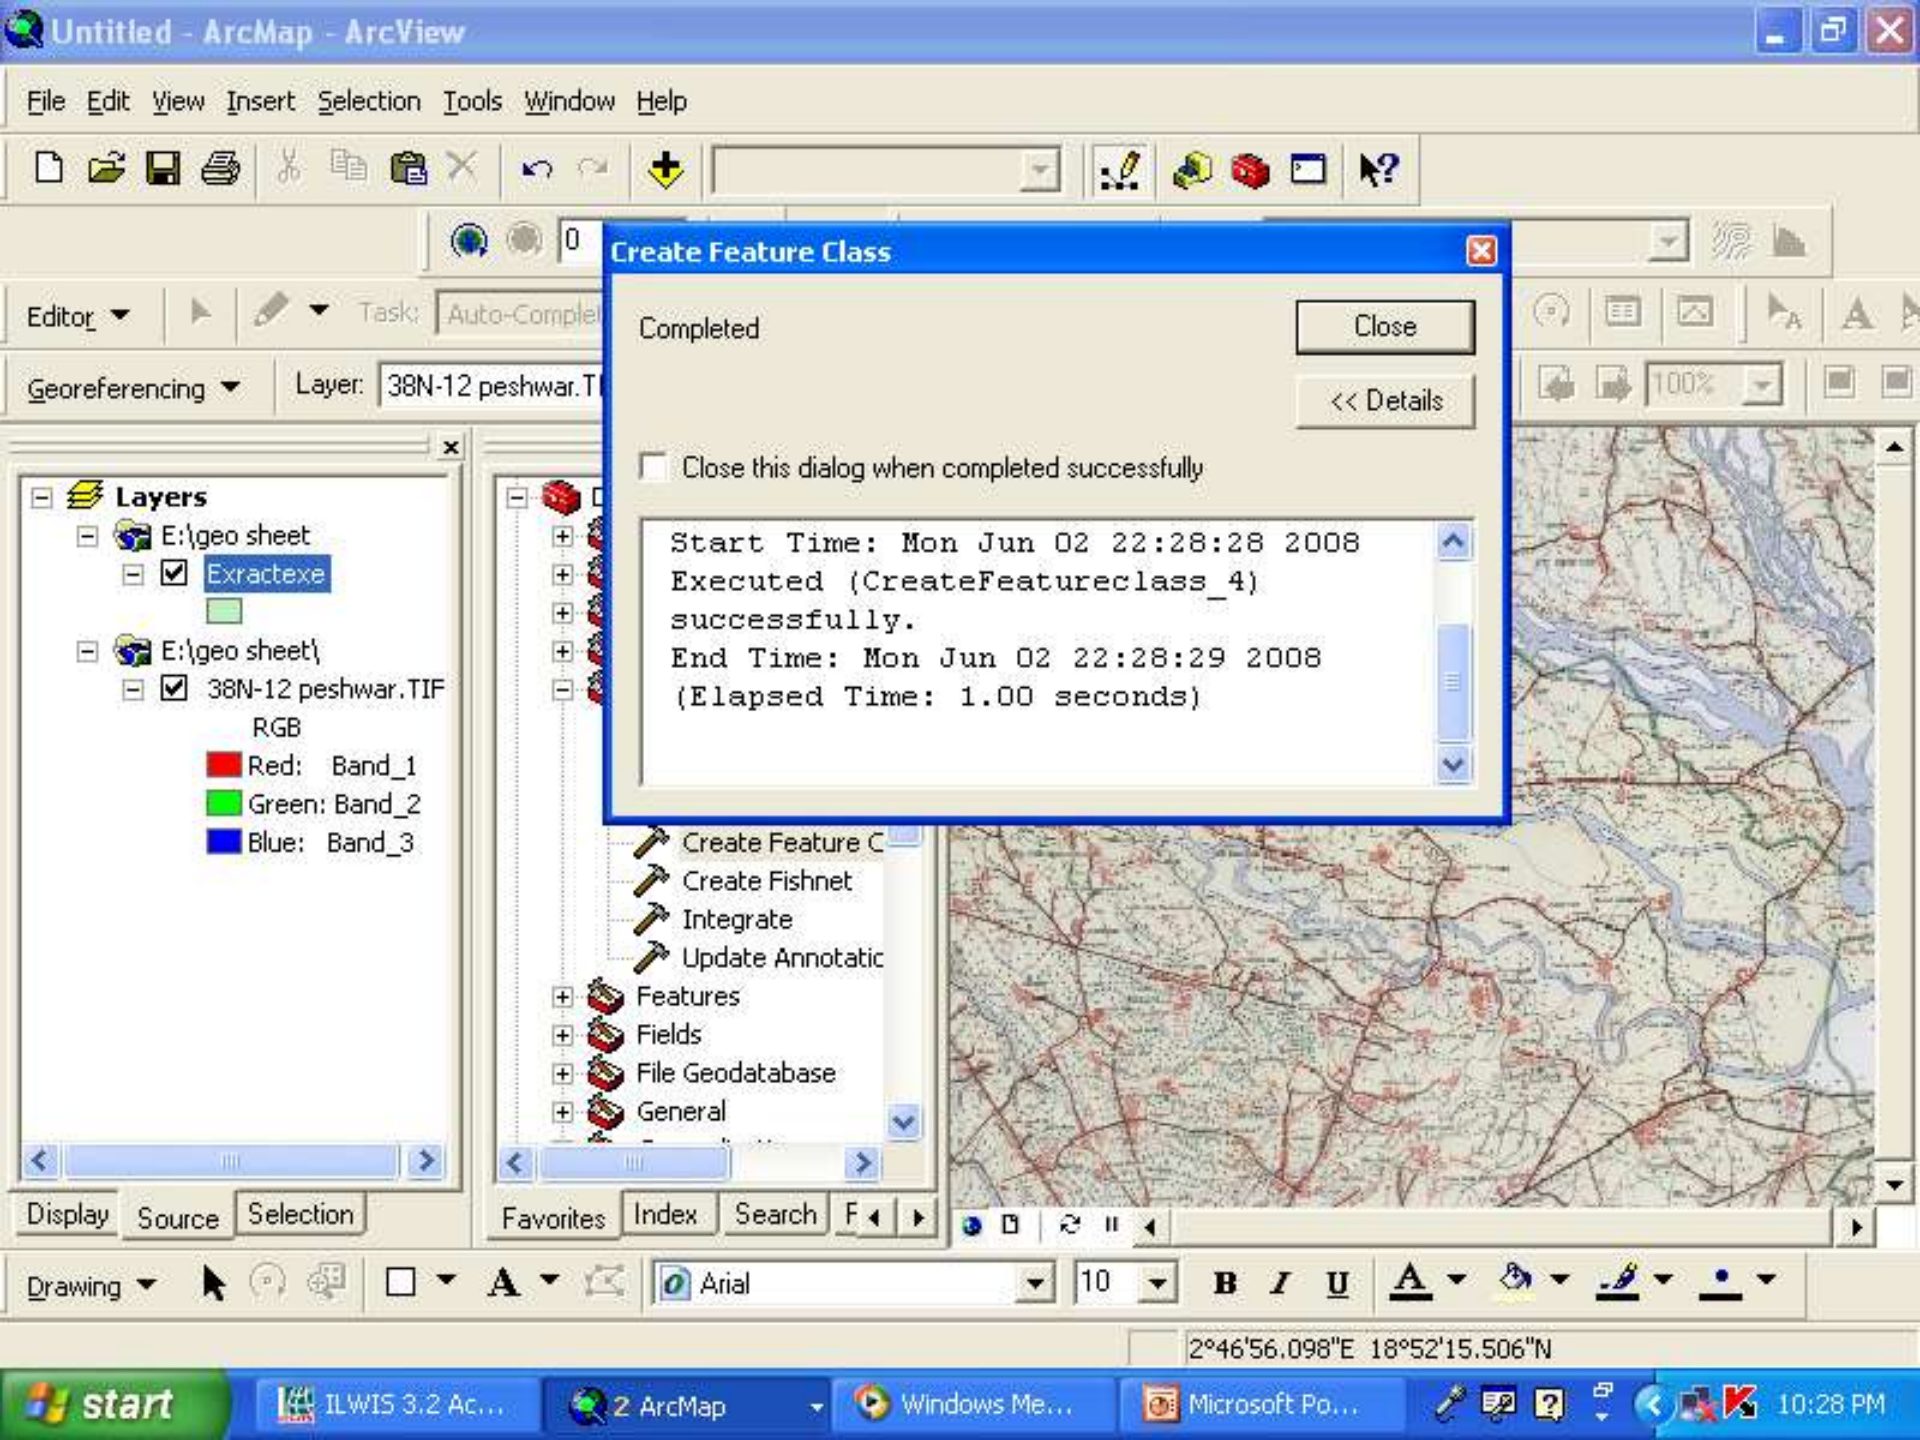 Untitled - ArcMap - ArcView
File Edit View Insert Selection Tools Window Help
0
Editor
Task:
Auto-Complet
Georeferencing
Layer:
38N-12 peshwar.TI
100%
Create Feature Class
Completed
Close
<< Details
Close this dialog when completed successfully
Start Time: Mon Jun 02 22:28:28 2008
Executed (CreateFeatureclass_4)
successfully.
End Time: Mon Jun 02 22:28:29 2008
(Elapsed Time: 1.00 seconds)
Layers
E:\geo sheet
Exractexe
E:\geo sheet\
38N-12 peshwar.TIF
RGB
Red: Band_1
Green: Band_2
Blue: Band_3
Display Source Selection
Create Feature C
Create Fishnet
Integrate
Update Annotatic
Features
Fields
File Geodatabase
General
Favorites Index Search F
Drawing
A
Arial
10
B I U A
2°46'56.098"E 18°52'15.506"N
start
ILWIS 3.2 Ac...
2 ArcMap
Windows Me...
Microsoft Po...
10:28 PM